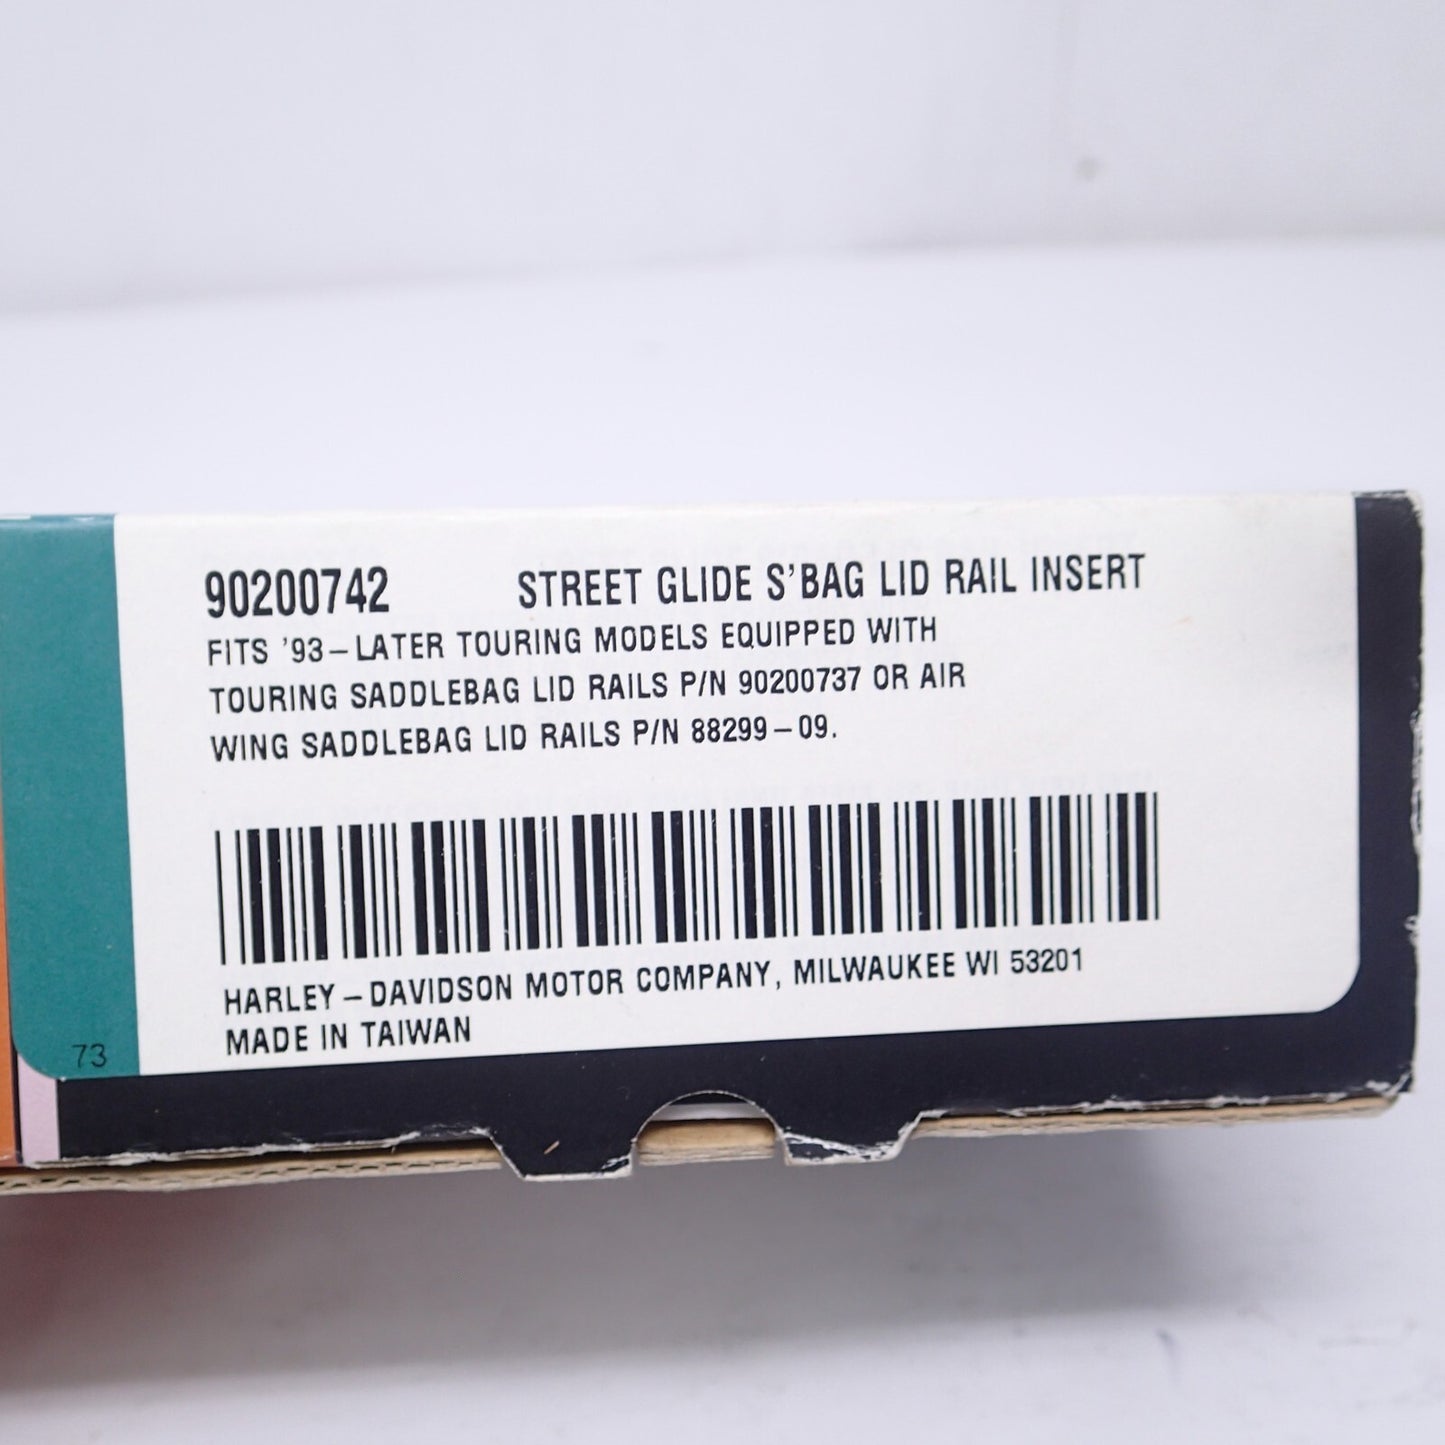 90200742 STREET GLIDE S'BAG LID RAIL INSERT
FITS '93–LATER TOURING MODELS EQUIPPED WITH
TOURING SADDLEBAG LID RAILS P/N 90200737 OR AIR
WING SADDLEBAG LID RAILS P/N 88299–09.
HARLEY–DAVIDSON MOTOR COMPANY, MILWAUKEE WI 53201
MADE IN TAIWAN
73